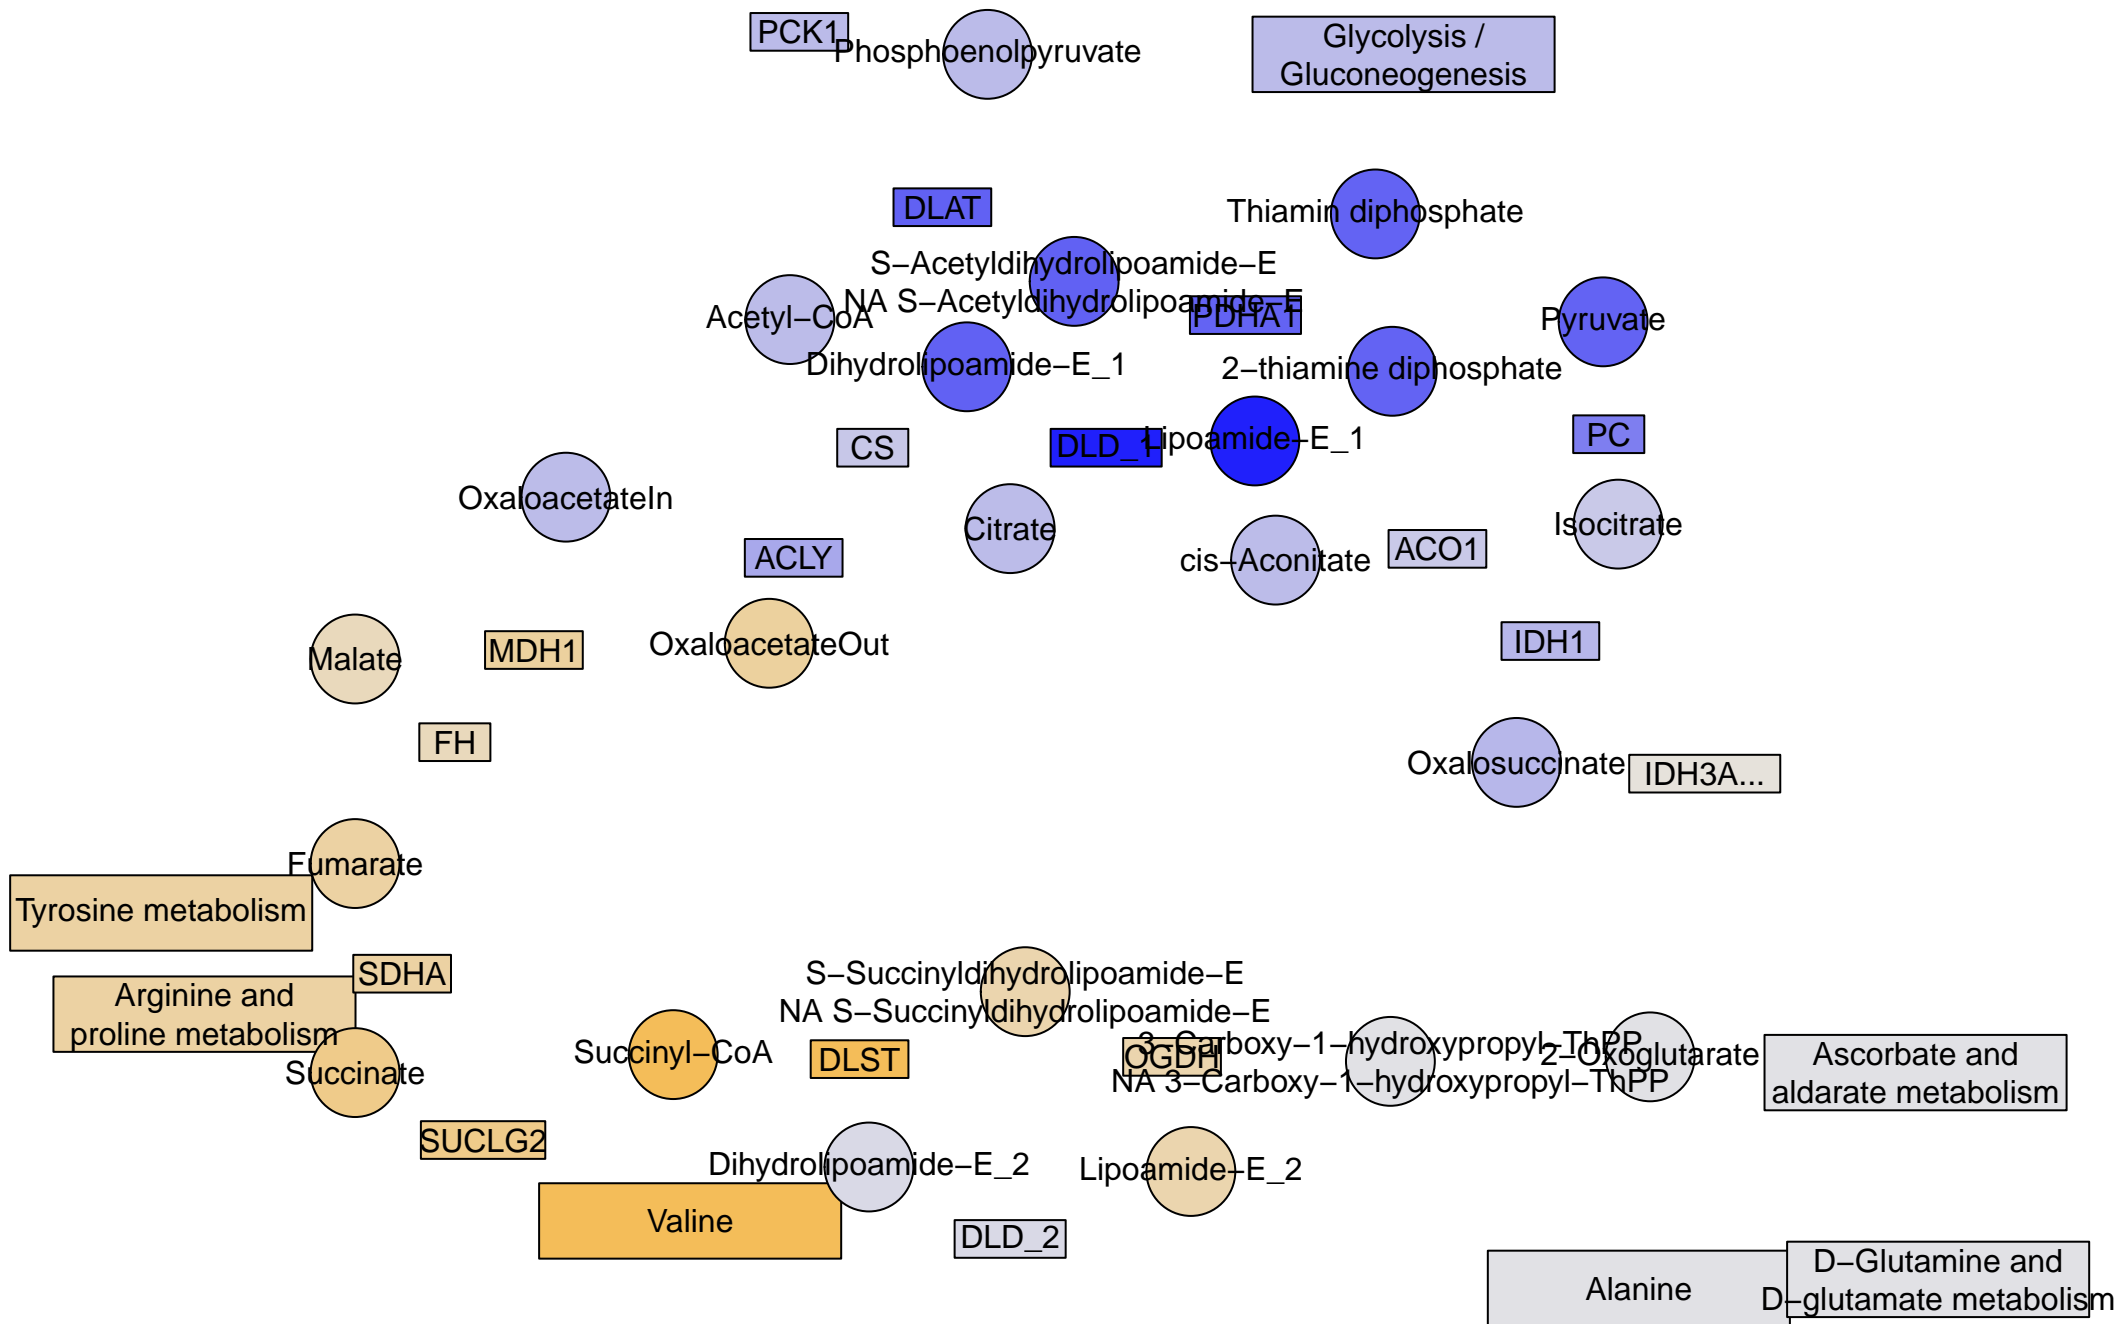 PCK1
Phosphoenolpyruvate
Glycolysis /
Gluconeogenesis
DLAT
Thiamin diphosphate
S−Acetyldihydrolipoamide−E
NA S−Acetyldihydrolipoamide−E
Acetyl−CoA
PDHA1
Pyruvate
Dihydrolipoamide−E_1
2−thiamine diphosphate
CS
DLD_1
Lipoamide−E_1
PC
OxaloacetateIn
Citrate
Isocitrate
ACLY
cis−Aconitate
ACO1
Malate
MDH1
OxaloacetateOut
IDH1
FH
Oxalosuccinate
IDH3A...
Fumarate
Tyrosine metabolism
SDHA
Arginine and
proline metabolism
Succinate
S−Succinyldihydrolipoamide−E
NA S−Succinyldihydrolipoamide−E
Succinyl−CoA
DLST
OGDH
3−Carboxy−1−hydroxypropyl−ThPP
NA 3−Carboxy−1−hydroxypropyl−ThPP
2−Oxoglutarate
Ascorbate and
aldarate metabolism
SUCLG2
Dihydrolipoamide−E_2
Lipoamide−E_2
Valine
DLD_2
Alanine
D−Glutamine and
D−glutamate metabolism